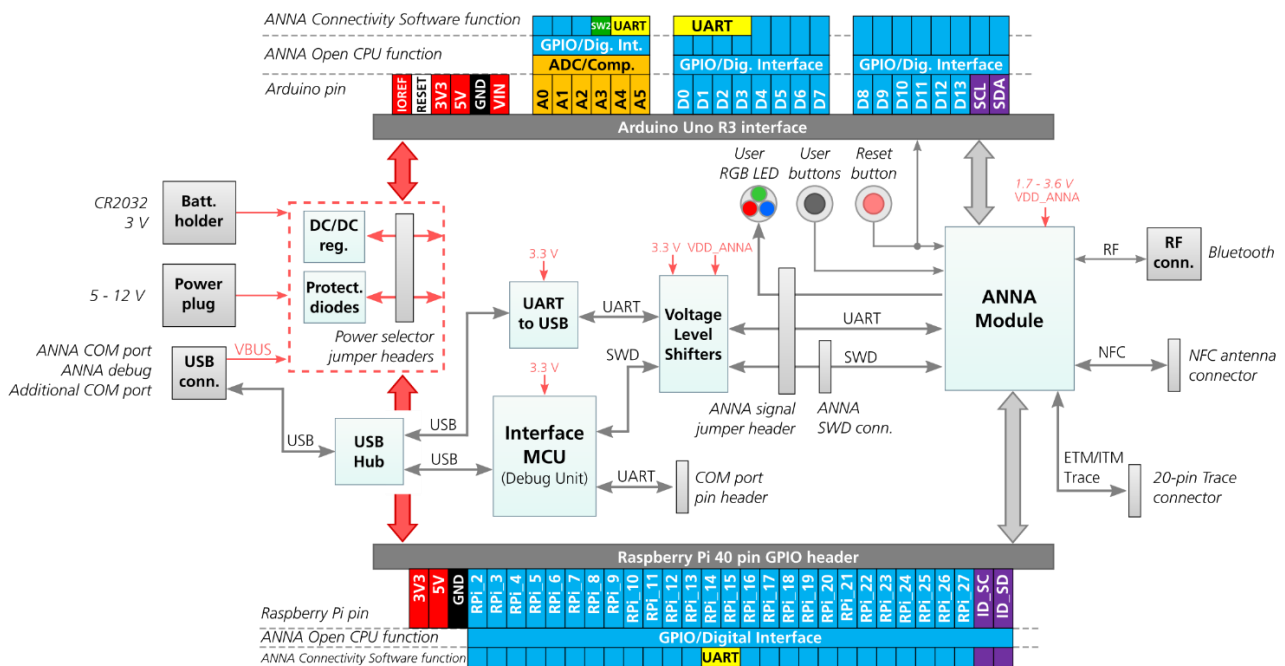 ANNA Connectivity Software function
SW2
UART
UART
ANNA Open CPU function
GPIO/Dig. Int.
GPIO/Dig. Interface
GPIO/Dig. Interface
ADC/Comp.
Arduino pin
IOREF
RESET
3V3
5V
GND
VIN
A0
A1
A2
A3
A4
A5
D0
D1
D2
D3
D4
D5
D6
D7
D8
D9
D10
D11
D12
D13
SCL
SDA
Arduino Uno R3 interface
User
RGB LED
User
buttons
Reset
button
1.7 - 3.6 V
VDD_ANNA
CR2032
3 V
Batt.
holder
DC/DC
reg.
5 - 12 V
Power
plug
Protect.
diodes
Power selector
jumper headers
ANNA COM port
ANNA debug
Additional COM port
USB
conn.
VBUS
3.3 V
UART
to USB
UART
3.3 V
VDD_ANNA
Voltage
Level
Shifters
UART
SWD
SWD
ANNA
Module
RF
RF
conn.
Bluetooth
NFC
NFC antenna
connector
ANNA signal
jumper header
ANNA
SWD conn.
3.3 V
Interface
MCU
(Debug Unit)
USB
USB
Hub
USB
USB
UART
COM port
pin header
ETM/ITM
Trace
20-pin Trace
connector
Raspberry Pi 40 pin GPIO header
Raspberry Pi pin
3V3
5V
GND
RPi_2
RPi_3
RPi_4
RPi_5
RPi_6
RPi_7
RPi_8
RPi_9
RPi_10
RPi_11
RPi_12
RPi_13
RPi_14
RPi_15
RPi_16
RPi_17
RPi_18
RPi_19
RPi_20
RPi_21
RPi_22
RPi_23
RPi_24
RPi_25
RPi_26
RPi_27
ID_SC
ID_SD
ANNA Open CPU function
GPIO/Digital Interface
ANNA Connectivity Software function
UART